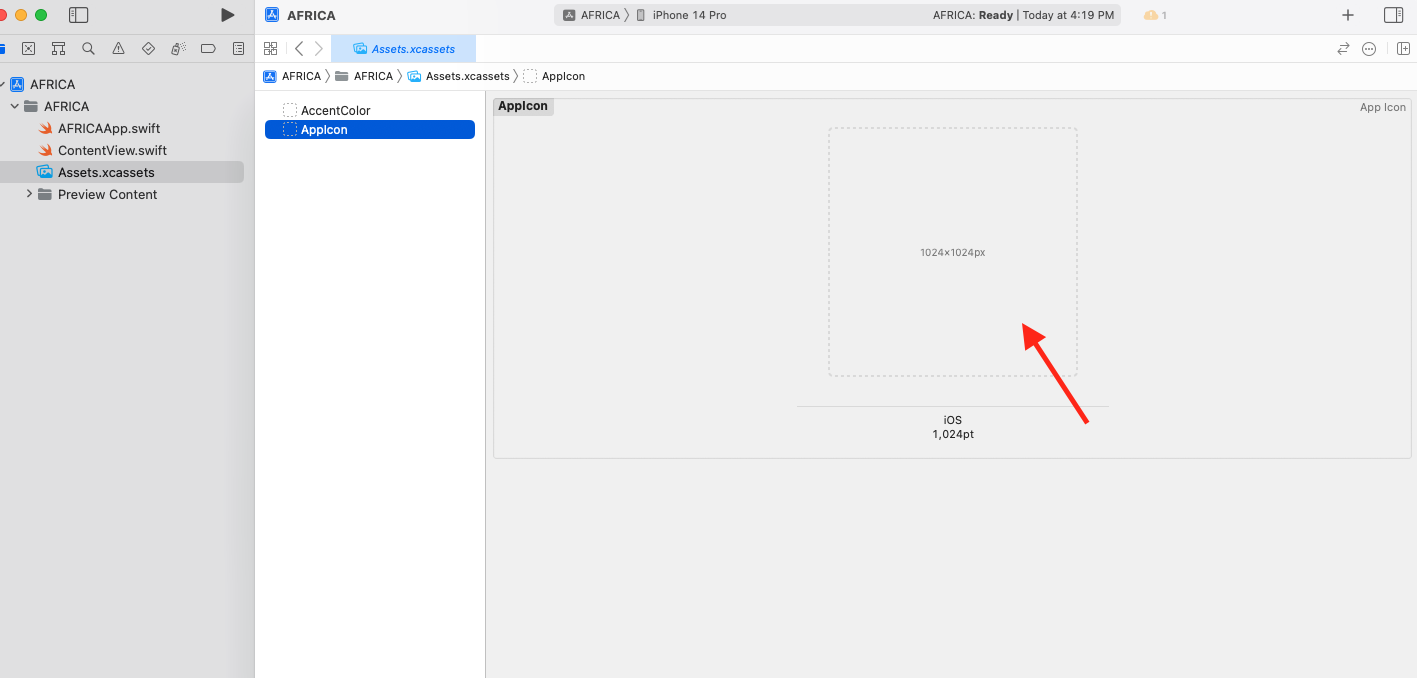 AFRICA
AFRICA
iPhone 14 Pro
AFRICA: Ready | Today at 4:19 PM
1
Assets.xcassets
AFRICA
AFRICA
Assets.xcassets
AppIcon
AFRICA
AFRICA
AFRICAApp.swift
ContentView.swift
Assets.xcassets
Preview Content
AccentColor
AppIcon
AppIcon
App Icon
1024×1024px
iOS
1,024pt